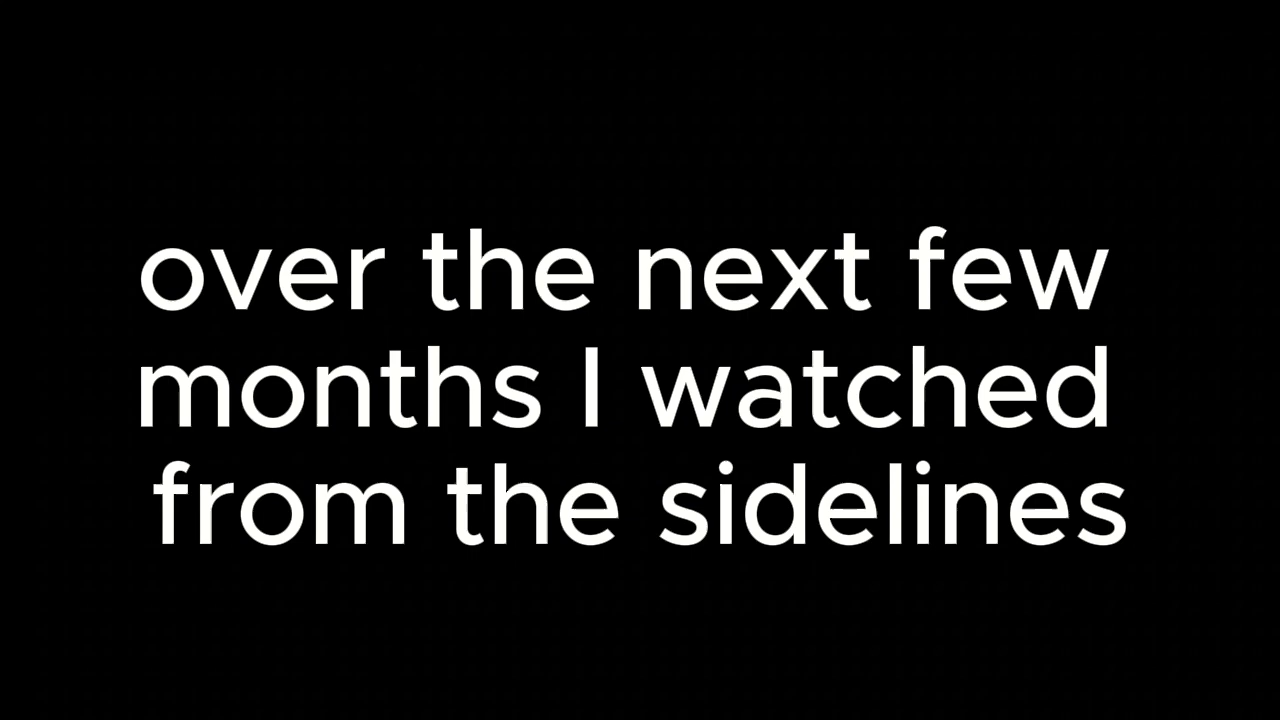 over the next few
months I watched
from the sidelines